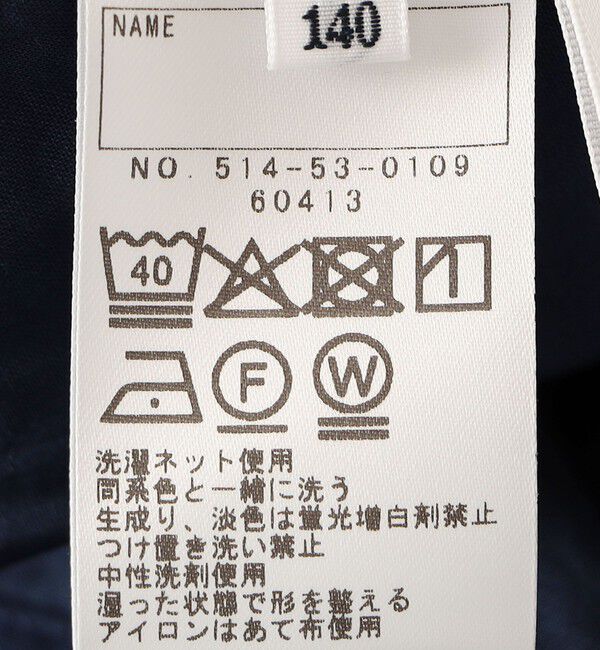 140
NAME
NO. 514-53-0109
60413
40
F W
洗濯ネット使用
同系色と一緒に洗う
生成り、淡色は蛍光増白剤禁止
つけ置き洗い禁止
中性洗剤使用
湿った状態で形を整える
アイロンはあて布使用